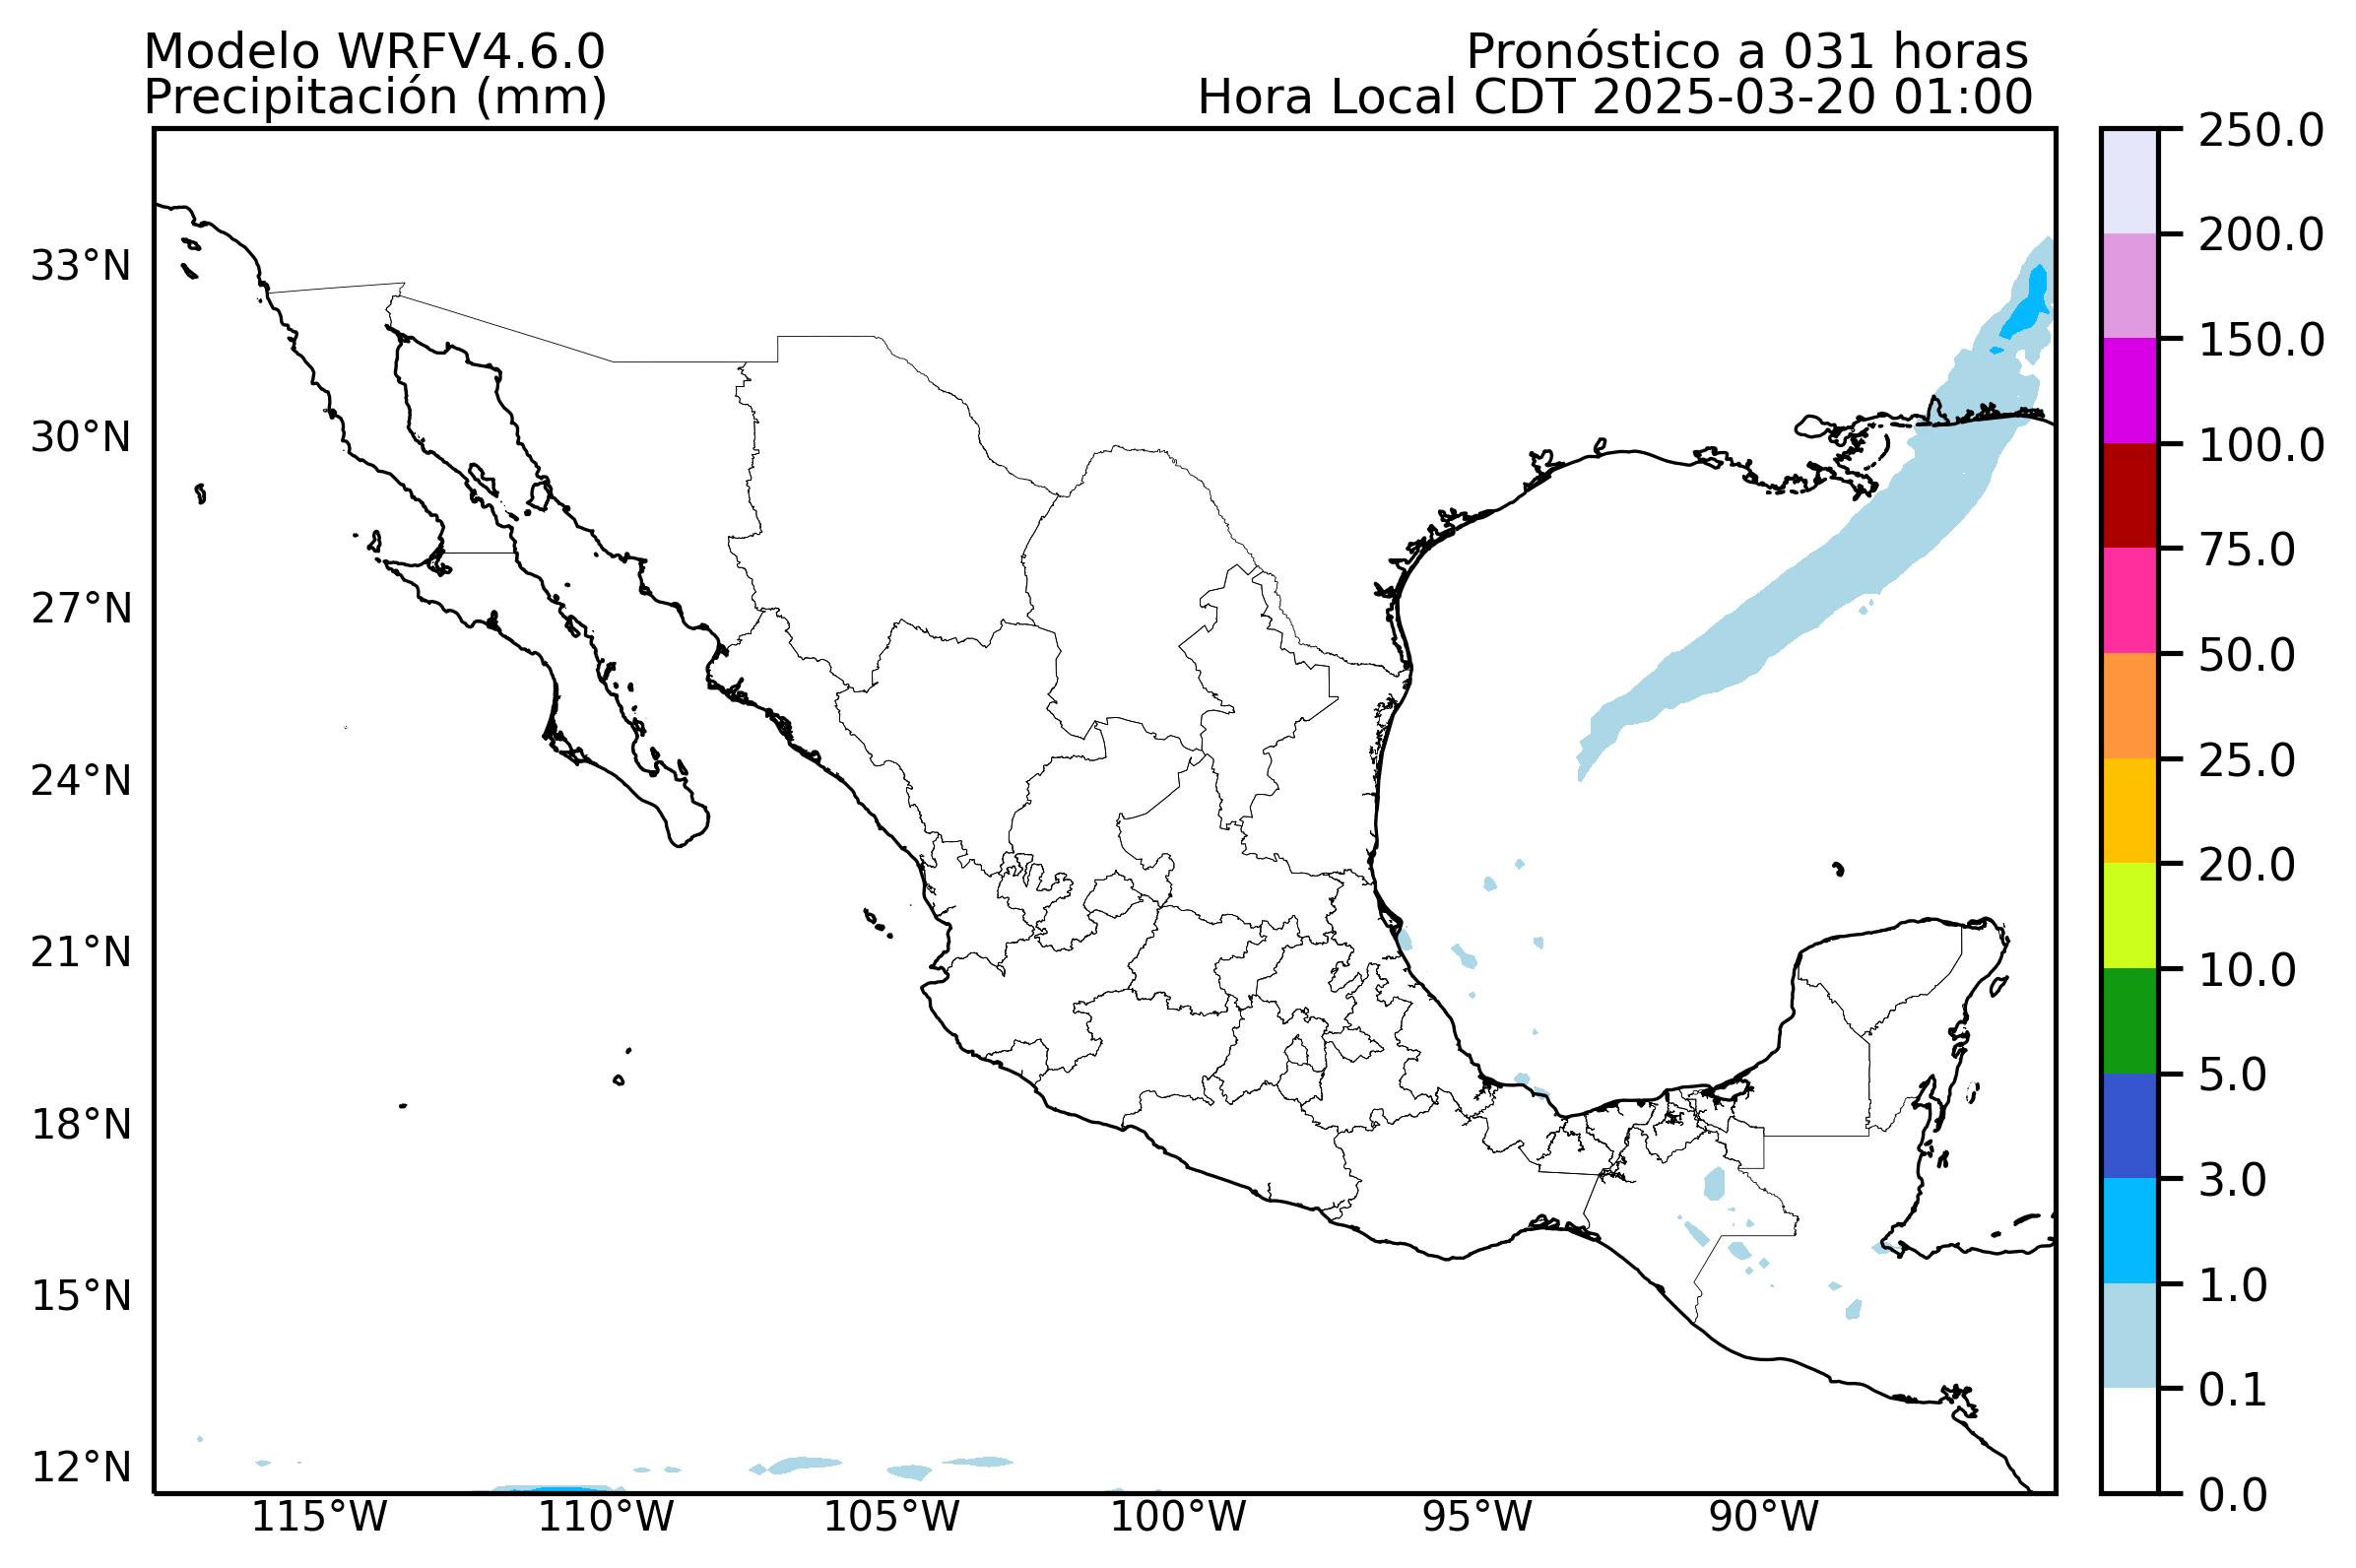 Modelo WRFV4.6.0
Precipitación (mm)
Pronóstico a 031 horas
Hora Local CDT 2025-03-20 01:00
33°N
30°N
27°N
24°N
21°N
18°N
15°N
12°N
115°W
110°W
105°W
100°W
95°W
90°W
250.0
200.0
150.0
100.0
75.0
50.0
25.0
20.0
10.0
5.0
3.0
1.0
0.1
0.0